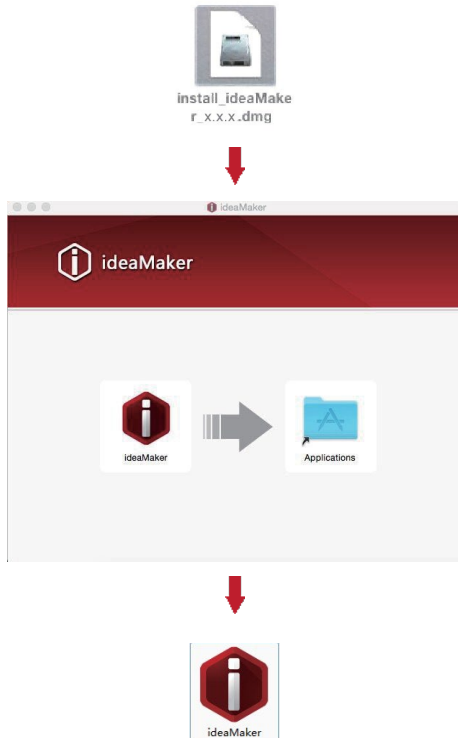 install_ideaMake
r_x.x.x.dmg
ideaMaker
ideaMaker
ideaMaker
Applications
ideaMaker